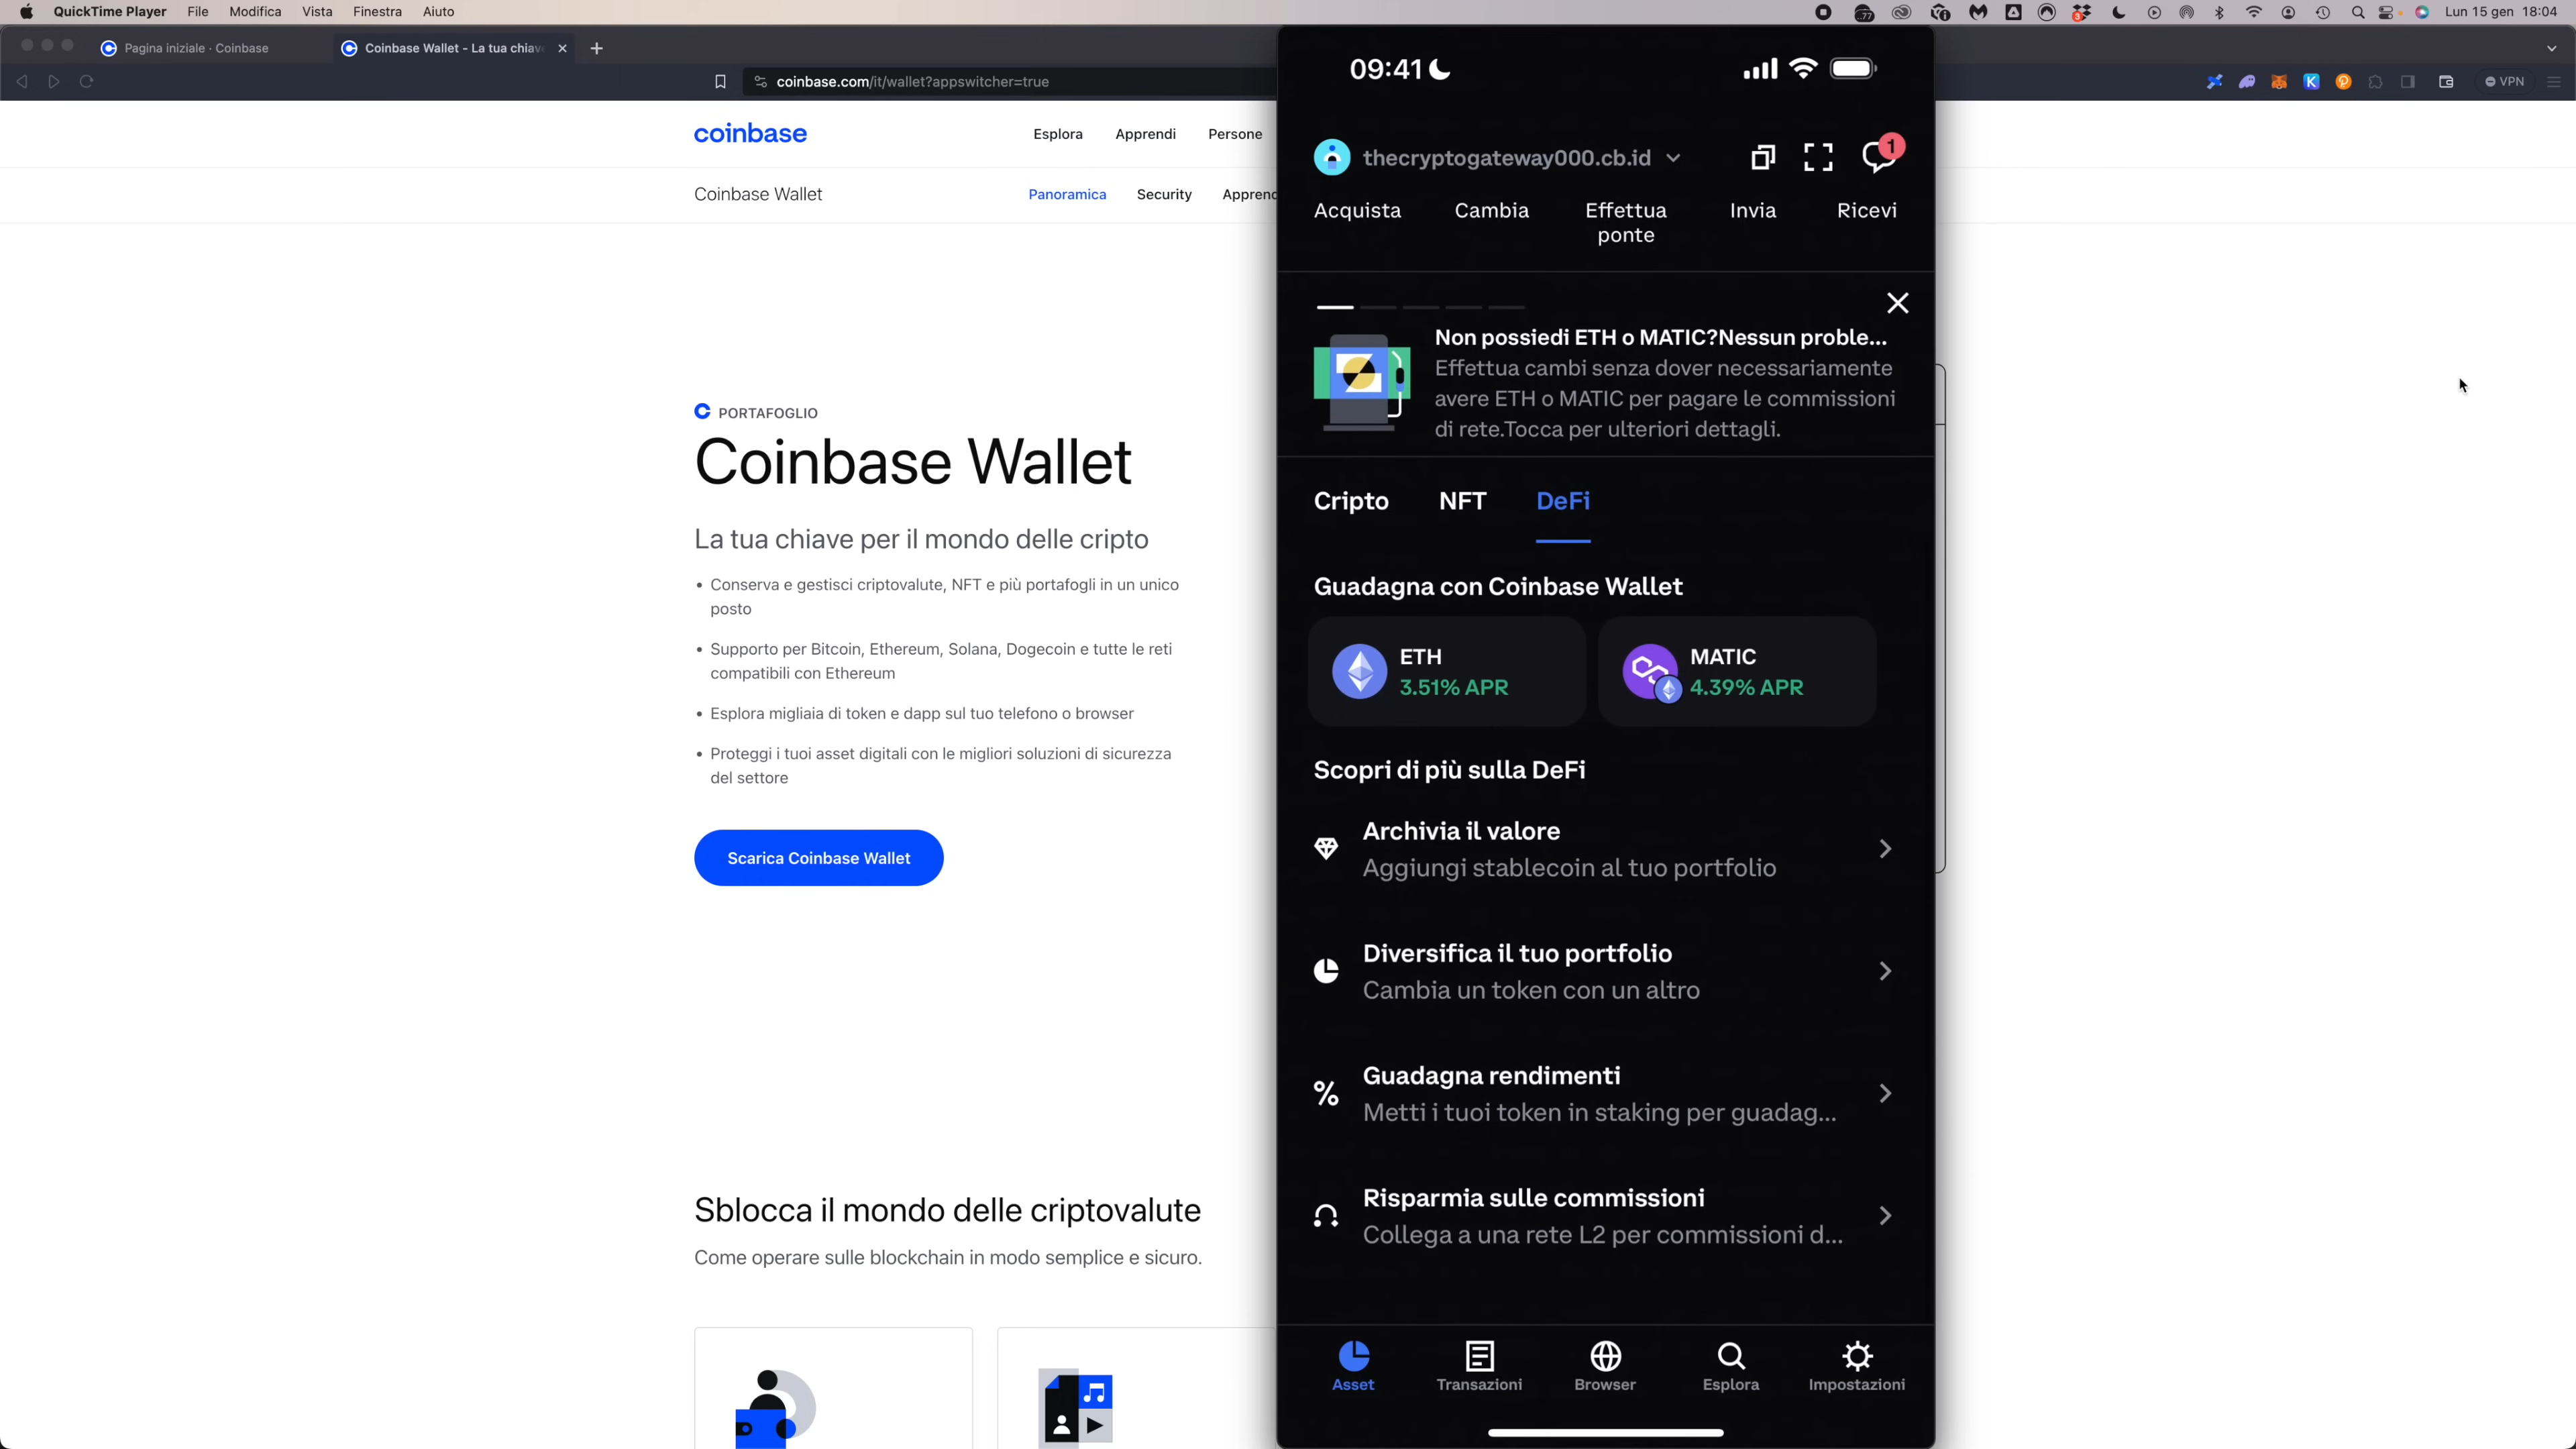 QuickTime Player File Modifica Vista Finestra Aiuto
77
3
Lun 15 gen 18:04
Pagina iniziale · Coinbase
Coinbase Wallet - La tua chiav
coinbase.com/it/wallet?appswitcher=true
VPN
coinbase
Esplora Apprendi Persone
Coinbase Wallet
Panoramica Security Apprend
PORTAFOGLIO
Coinbase Wallet
La tua chiave per il mondo delle cripto
• Conserva e gestisci criptovalute, NFT e più portafogli in un unico
posto
• Supporto per Bitcoin, Ethereum, Solana, Dogecoin e tutte le reti
compatibili con Ethereum
• Esplora migliaia di token e dapp sul tuo telefono o browser
• Proteggi i tuoi asset digitali con le migliori soluzioni di sicurezza
del settore
Scarica Coinbase Wallet
Sblocca il mondo delle criptovalute
Come operare sulle blockchain in modo semplice e sicuro.
09:41
thecryptogateway000.cb.id
1
Acquista Cambia Effettua Invia Ricevi
ponte
Non possiedi ETH o MATIC?Nessun proble...
Effettua cambi senza dover necessariamente
avere ETH o MATIC per pagare le commissioni
di rete.Tocca per ulteriori dettagli.
Cripto NFT DeFi
Guadagna con Coinbase Wallet
ETH
3.51% APR
MATIC
4.39% APR
Scopri di più sulla DeFi
Archivia il valore
Aggiungi stablecoin al tuo portfolio
Diversifica il tuo portfolio
Cambia un token con un altro
Guadagna rendimenti
Metti i tuoi token in staking per guadag...
Risparmia sulle commissioni
Collega a una rete L2 per commissioni d...
Asset Transazioni Browser Esplora Impostazioni